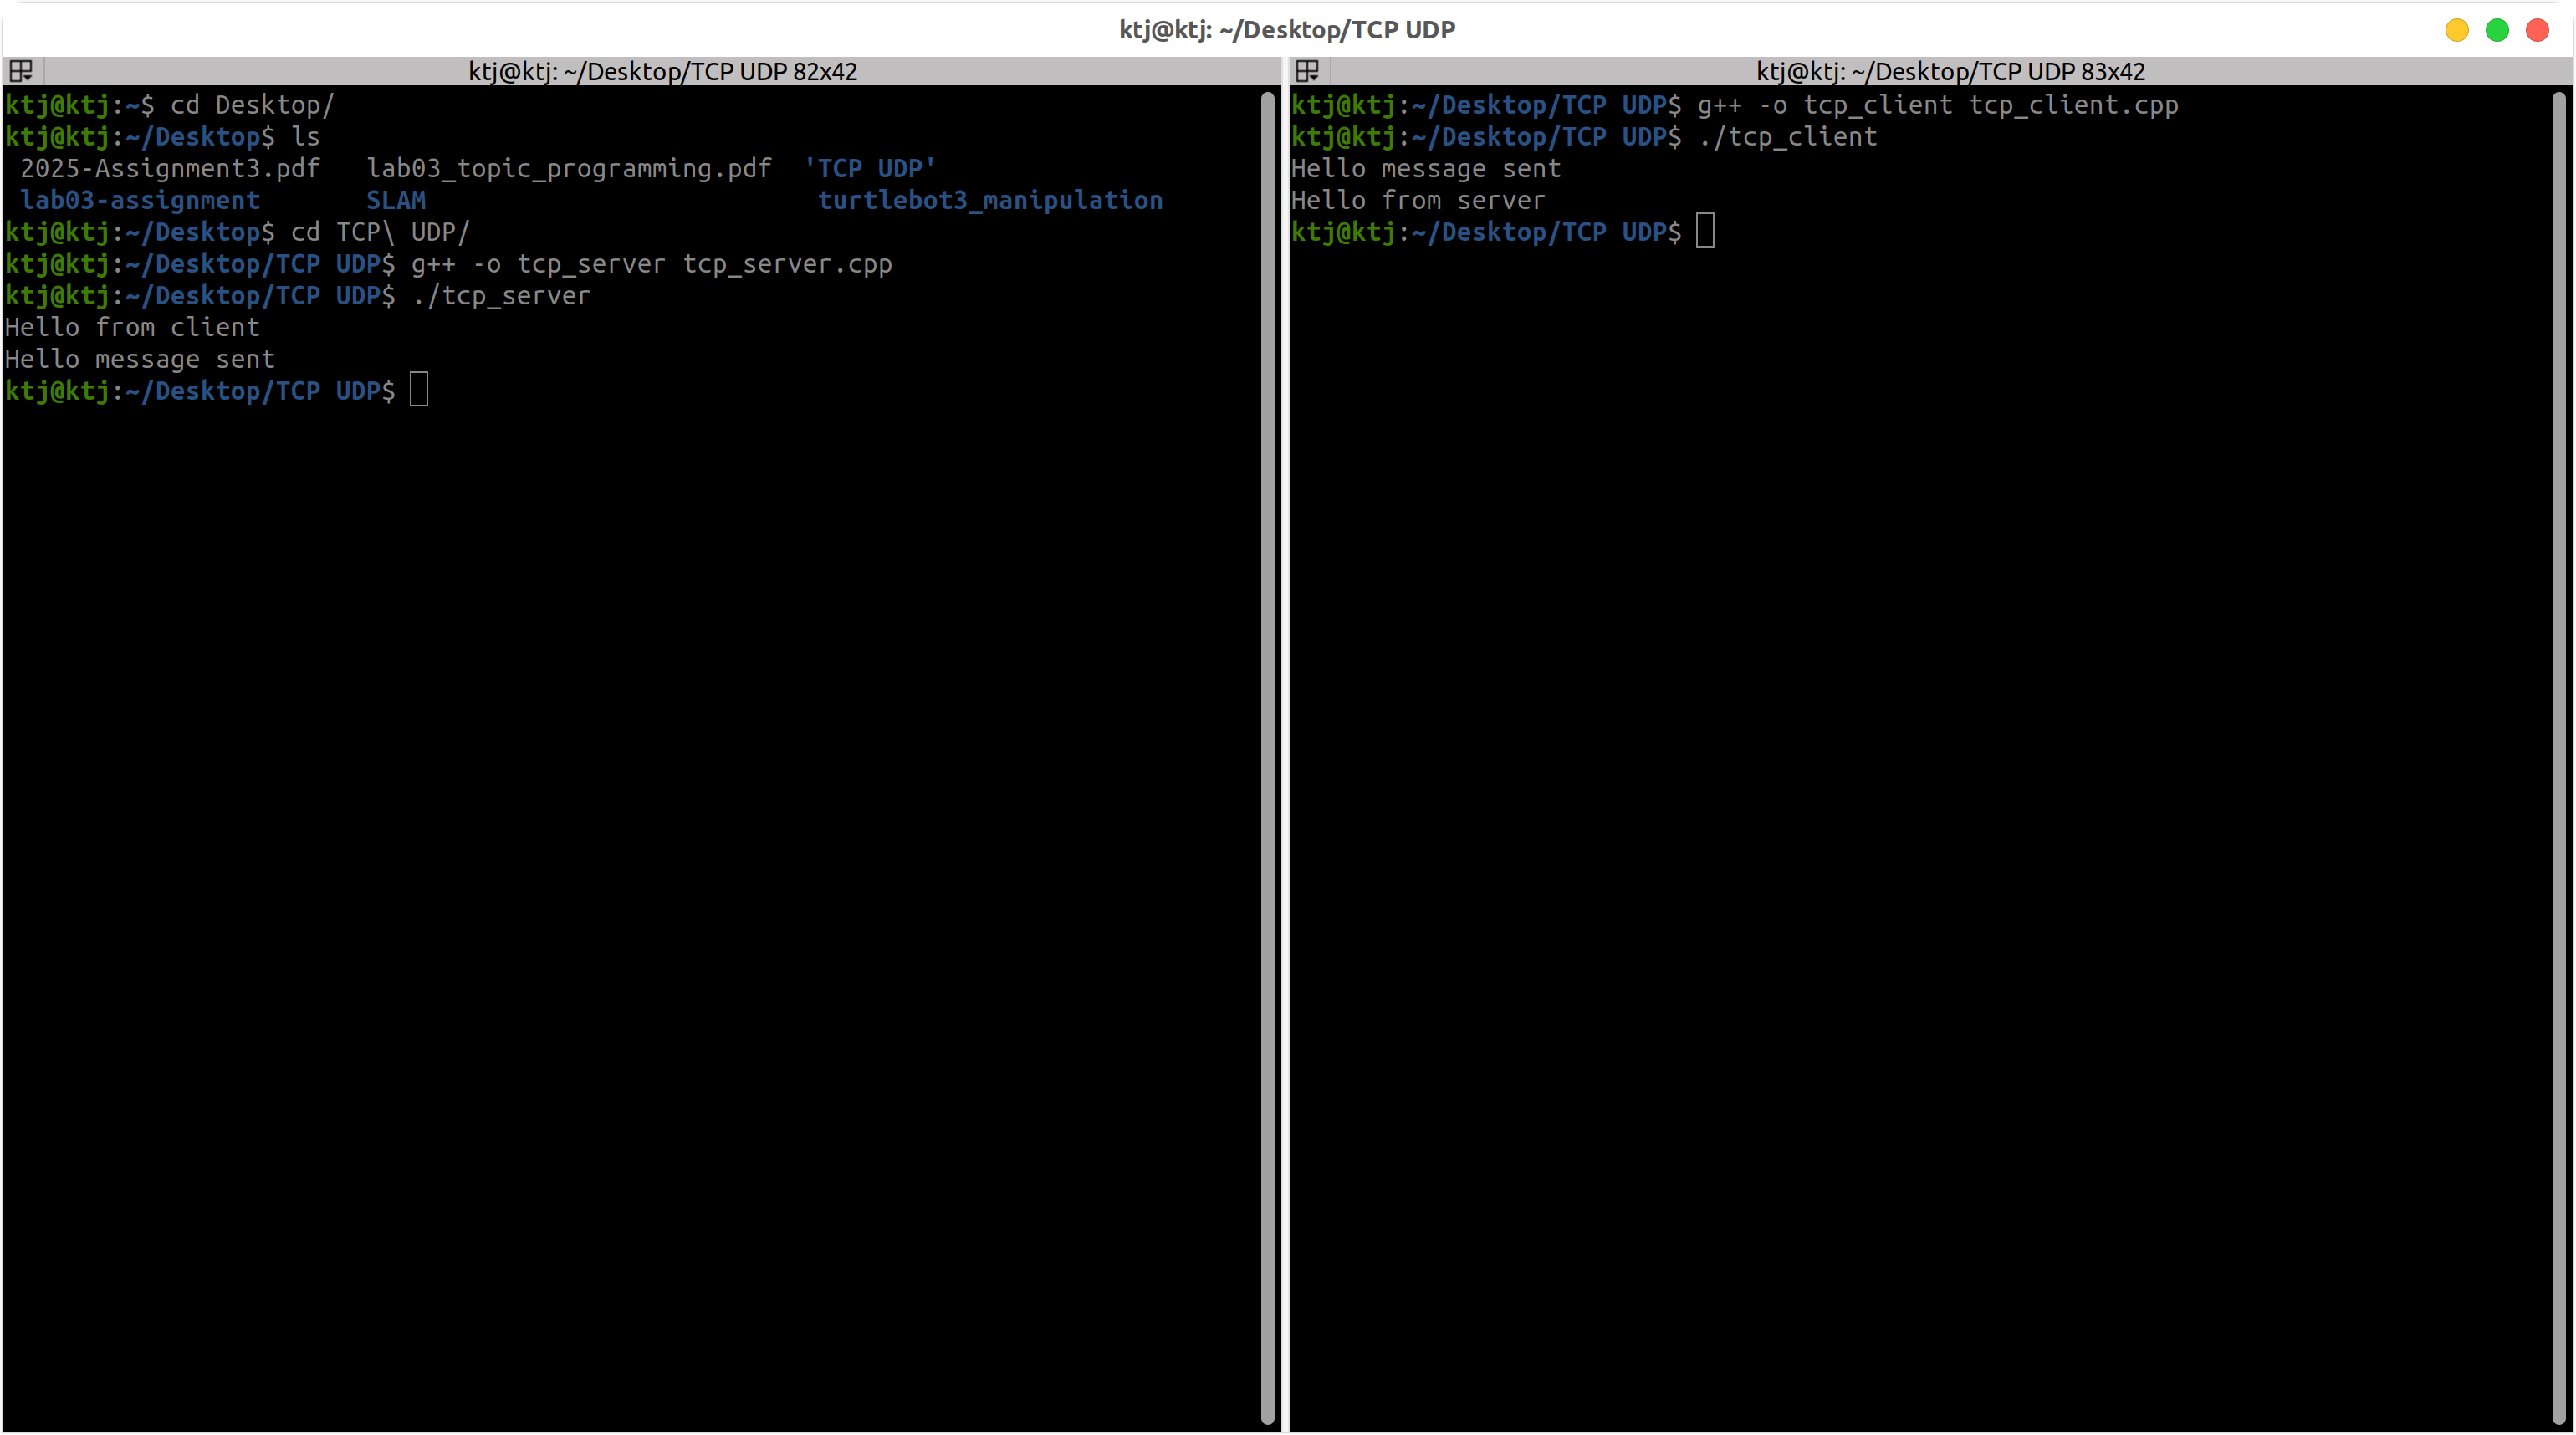 ktj@ktj: ~/Desktop/TCP UDP
ktj@ktj: ~/Desktop/TCP UDP 82x42
ktj@ktj:~$ cd Desktop/
ktj@ktj:~/Desktop$ ls
2025-Assignment3.pdf   lab03_topic_programming.pdf  'TCP UDP'
lab03-assignment       SLAM                          turtlebot3_manipulation
ktj@ktj:~/Desktop$ cd TCP\ UDP/
ktj@ktj:~/Desktop/TCP UDP$ g++ -o tcp_server tcp_server.cpp
ktj@ktj:~/Desktop/TCP UDP$ ./tcp_server
Hello from client
Hello message sent
ktj@ktj:~/Desktop/TCP UDP$
ktj@ktj: ~/Desktop/TCP UDP 83x42
ktj@ktj:~/Desktop/TCP UDP$ g++ -o tcp_client tcp_client.cpp
ktj@ktj:~/Desktop/TCP UDP$ ./tcp_client
Hello message sent
Hello from server
ktj@ktj:~/Desktop/TCP UDP$